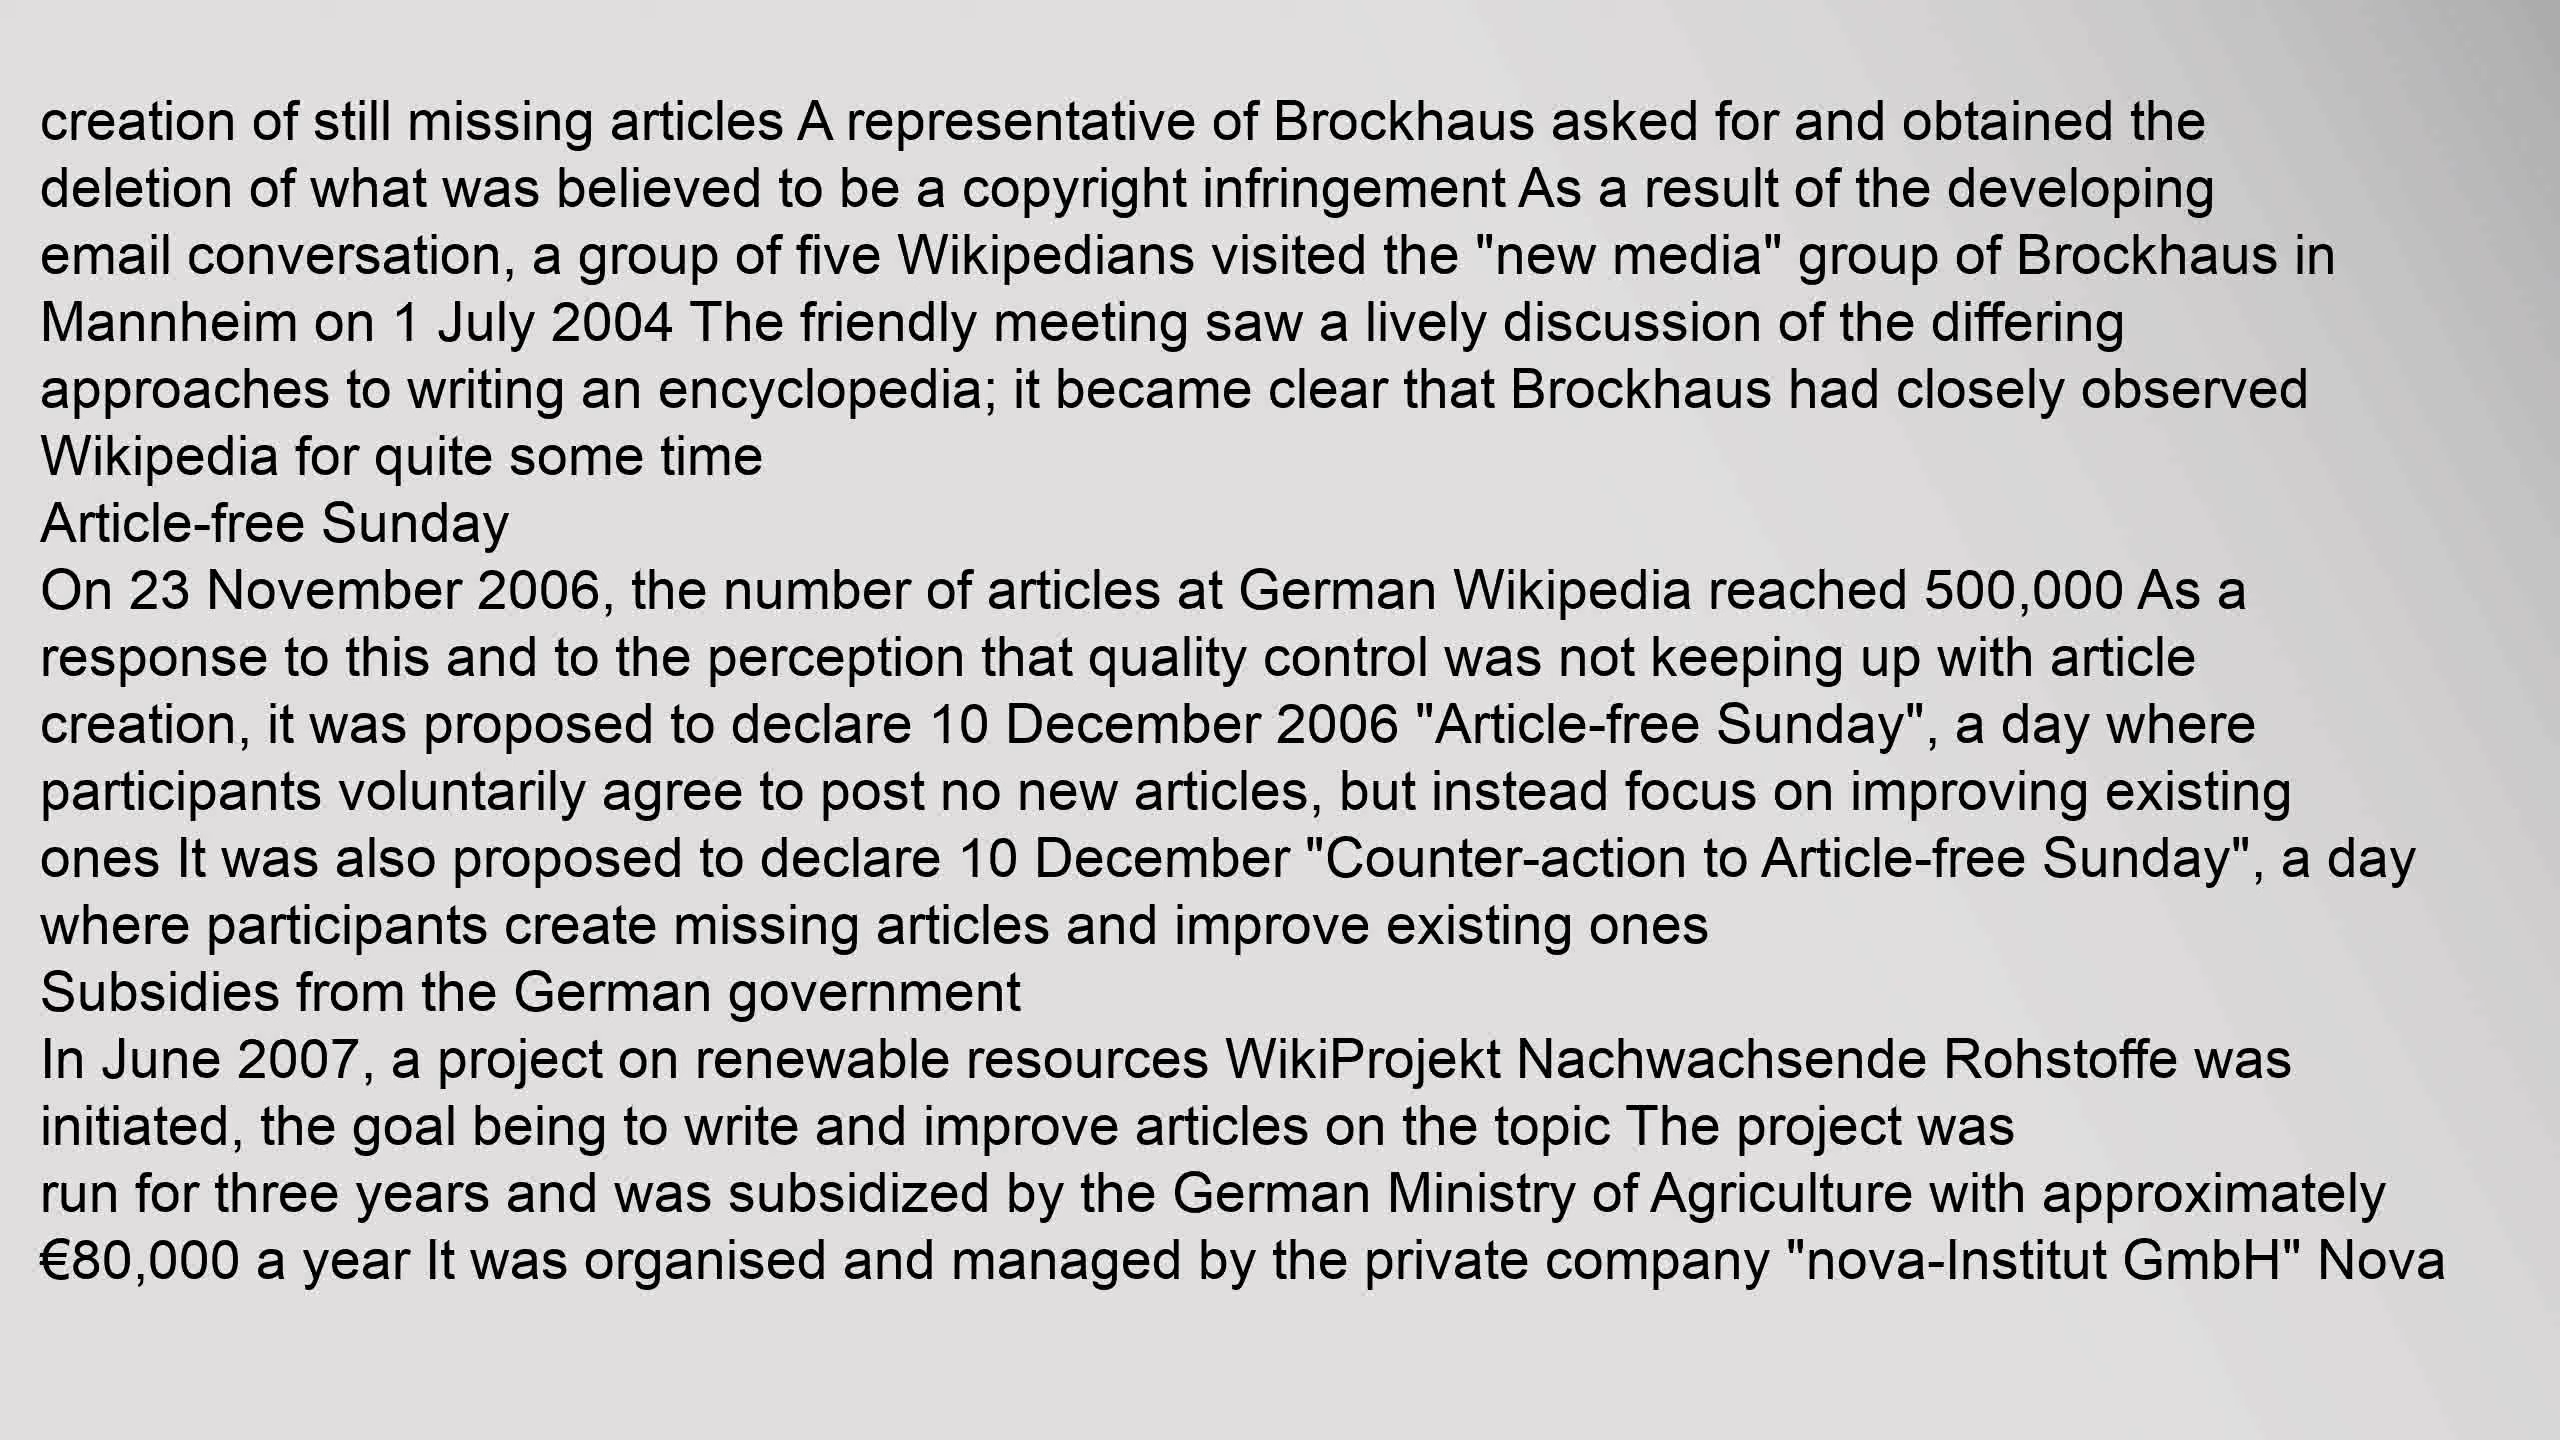 creation of still missing articles A representative of Brockhaus asked for and obtained the
deletion of what was believed to be a copyright infringement As a result of the developing
email conversation, a group of five Wikipedians visited the "new media" group of Brockhaus in
Mannheim on 1 July 2004 The friendly meeting saw a lively discussion of the differing
approaches to writing an encyclopedia; it became clear that Brockhaus had closely observed
Wikipedia for quite some time
Article-free Sunday
On 23 November 2006, the number of articles at German Wikipedia reached 500,000 As a
response to this and to the perception that quality control was not keeping up with article
creation, it was proposed to declare 10 December 2006 "Article-free Sunday", a day where
participants voluntarily agree to post no new articles, but instead focus on improving existing
ones It was also proposed to declare 10 December "Counter-action to Article-free Sunday", a day
where participants create missing articles and improve existing ones
Subsidies from the German government
In June 2007, a project on renewable resources WikiProjekt Nachwachsende Rohstoffe was
initiated, the goal being to write and improve articles on the topic The project was
run for three years and was subsidized by the German Ministry of Agriculture with approximately
€80,000 a year It was organised and managed by the private company "nova-Institut GmbH" Nova